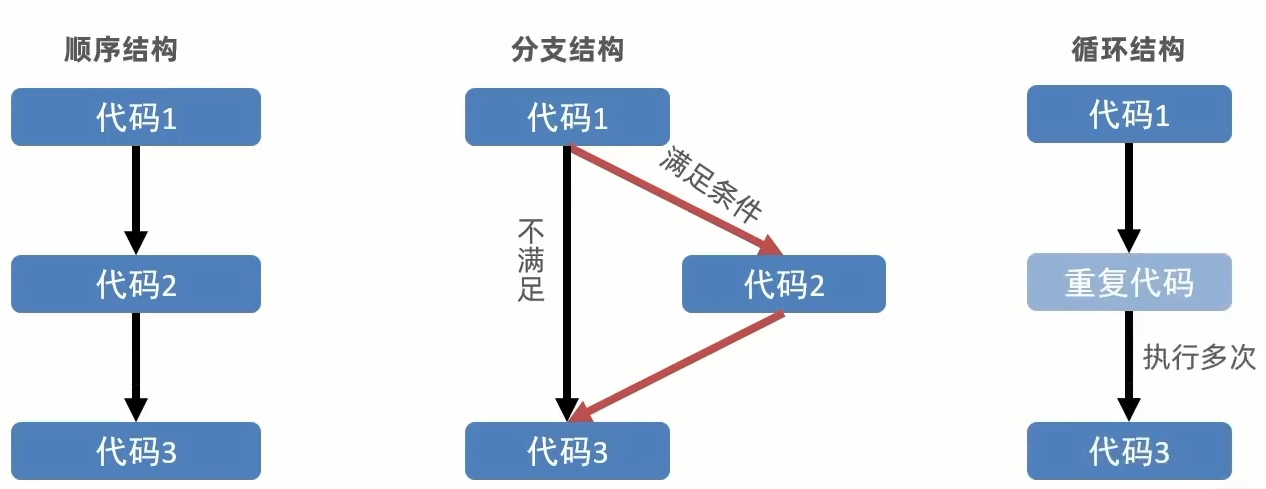 顺序结构
代码1
代码2
代码3
分支结构
代码1
满足条件
不满足
代码2
代码3
循环结构
代码1
重复代码
执行多次
代码3